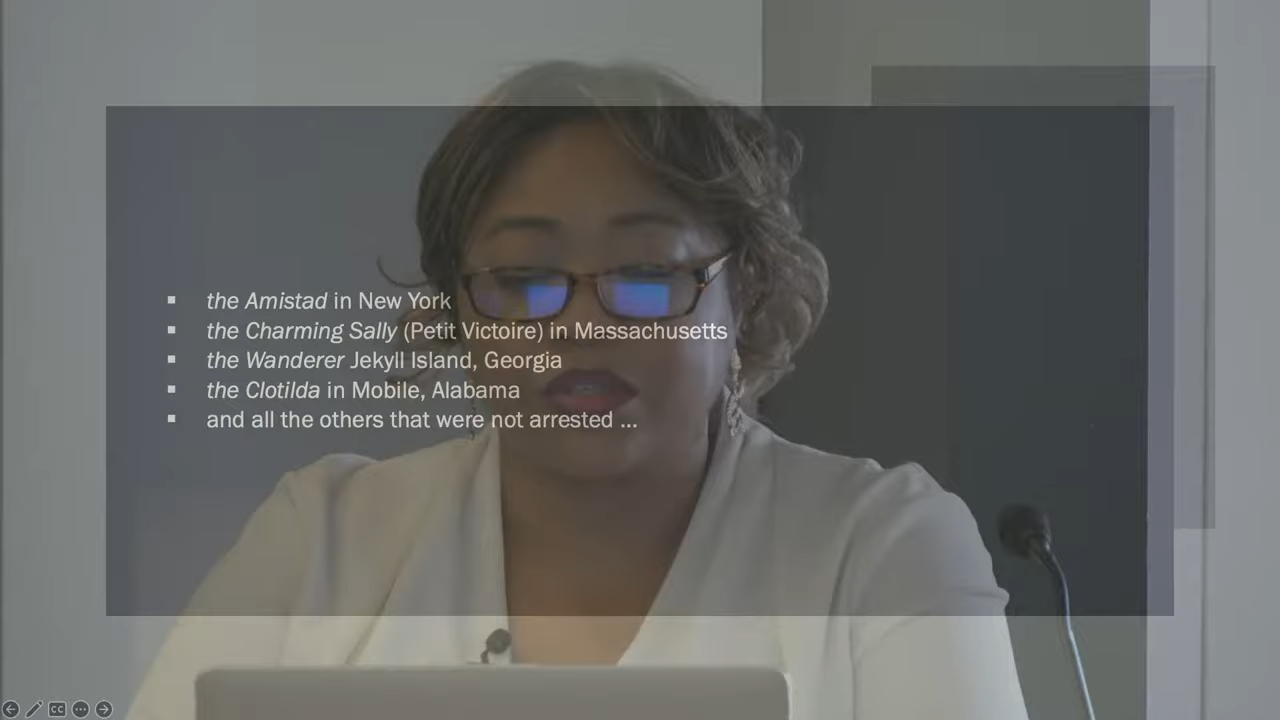 ▪ the Amistad in New York
▪ the Charming Sally (Petit Victoire) in Massachusetts
▪ the Wanderer Jekyll Island, Georgia
▪ the Clotilda in Mobile, Alabama
▪ and all the others that were not arrested ...
CC